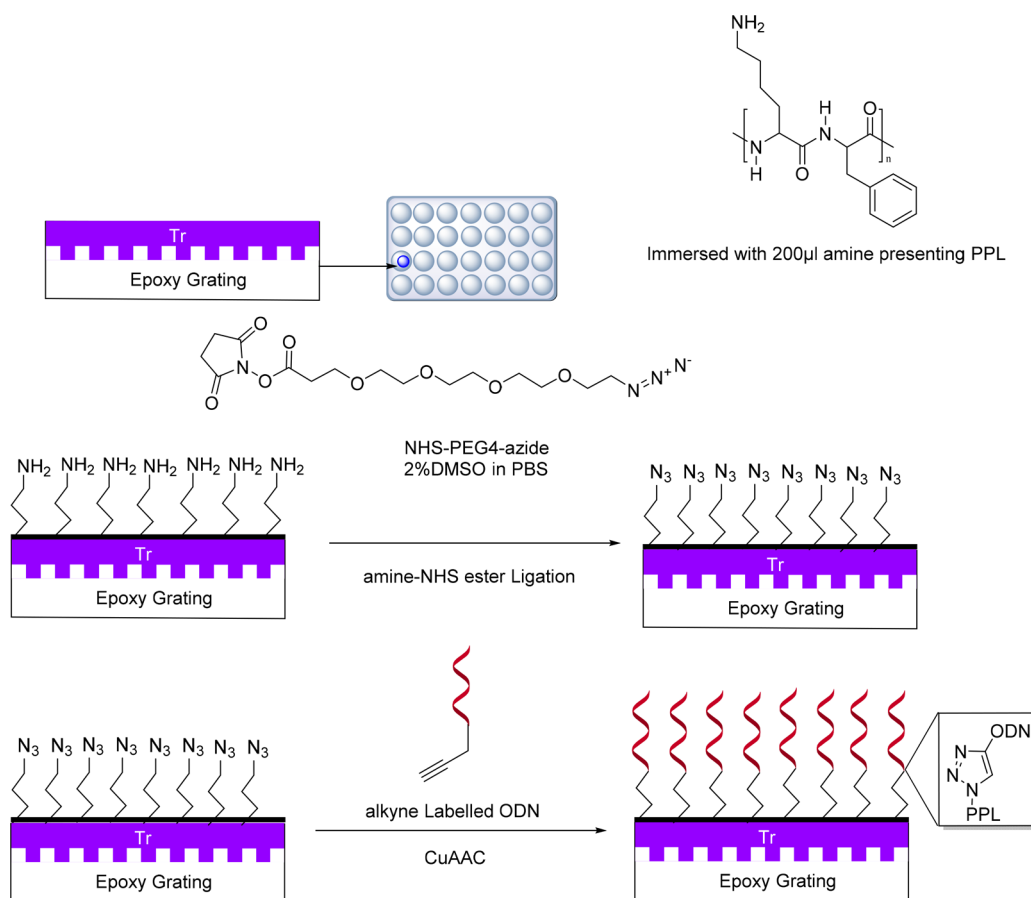 NH2
O
H
N
N
H
O
n
Immersed with 200µl amine presenting PPL
Tr
Epoxy Grating
O
N
O
O
O
O
O
O
O
N
N+
N-
NHS-PEG4-azide
2%DMSO in PBS
NH2 NH2 NH2 NH2 NH2 NH2 NH2
N3 N3 N3 N3 N3 N3 N3 N3
Tr
Epoxy Grating
amine-NHS ester Ligation
Tr
Epoxy Grating
N3 N3 N3 N3 N3 N3 N3 N3
alkyne Labelled ODN
CuAAC
Tr
Epoxy Grating
Tr
Epoxy Grating
ODN
N
N
N
PPL